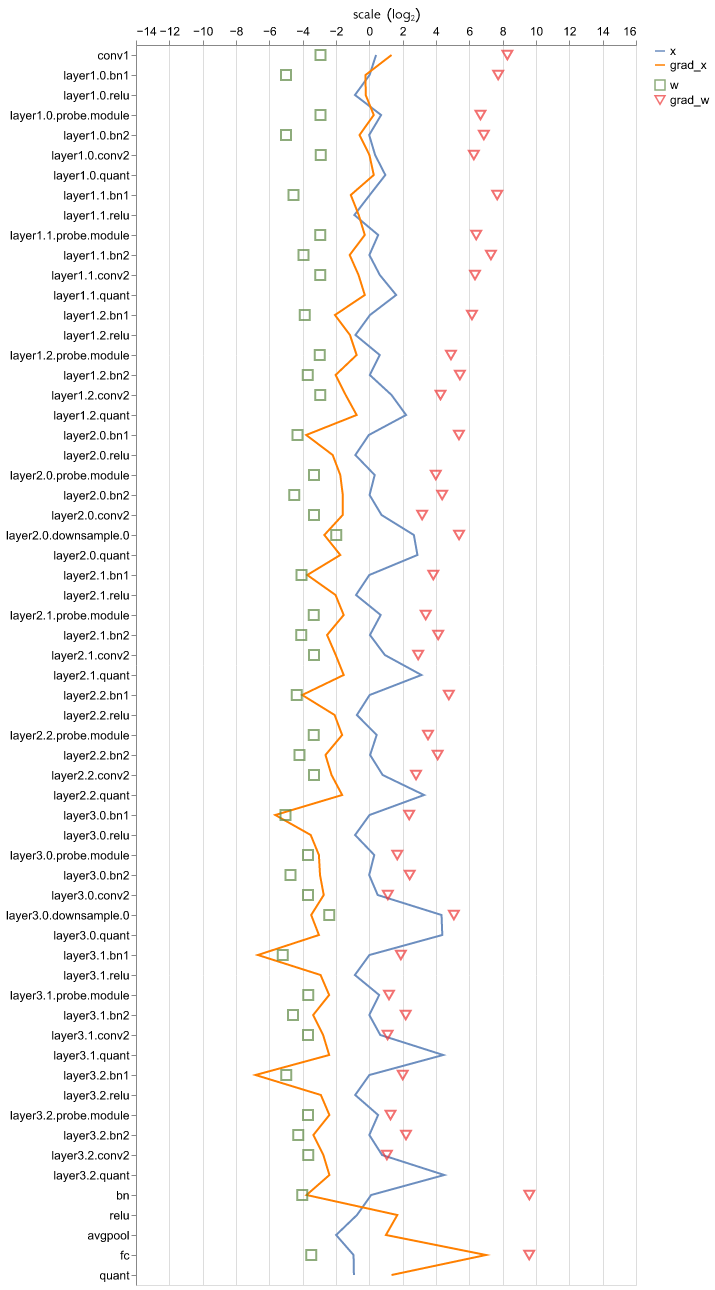 scale (log₂)
−14 −12 −10 −8 −6 −4 −2 0 2 4 6 8 10 12 14 16
x
grad_x
w
grad_w
conv1
layer1.0.bn1
layer1.0.relu
layer1.0.probe.module
layer1.0.bn2
layer1.0.conv2
layer1.0.quant
layer1.1.bn1
layer1.1.relu
layer1.1.probe.module
layer1.1.bn2
layer1.1.conv2
layer1.1.quant
layer1.2.bn1
layer1.2.relu
layer1.2.probe.module
layer1.2.bn2
layer1.2.conv2
layer1.2.quant
layer2.0.bn1
layer2.0.relu
layer2.0.probe.module
layer2.0.bn2
layer2.0.conv2
layer2.0.downsample.0
layer2.0.quant
layer2.1.bn1
layer2.1.relu
layer2.1.probe.module
layer2.1.bn2
layer2.1.conv2
layer2.1.quant
layer2.2.bn1
layer2.2.relu
layer2.2.probe.module
layer2.2.bn2
layer2.2.conv2
layer2.2.quant
layer3.0.bn1
layer3.0.relu
layer3.0.probe.module
layer3.0.bn2
layer3.0.conv2
layer3.0.downsample.0
layer3.0.quant
layer3.1.bn1
layer3.1.relu
layer3.1.probe.module
layer3.1.bn2
layer3.1.conv2
layer3.1.quant
layer3.2.bn1
layer3.2.relu
layer3.2.probe.module
layer3.2.bn2
layer3.2.conv2
layer3.2.quant
bn
relu
avgpool
fc
quant